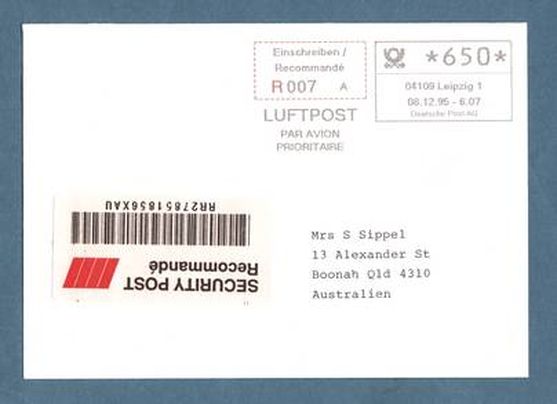 Einschreiben /
Recommandé
R 007 A
*650*
04109 Leipzig 1
08.12.95 - 6.07
Deutsche Post AG
LUFTPOST
PAR AVION
PRIORITAIRE
Mrs S Sippel
13 Alexander St
Boonah Qld 4310
Australien
SECURITY POST
Recommandé
RR27851856XAU